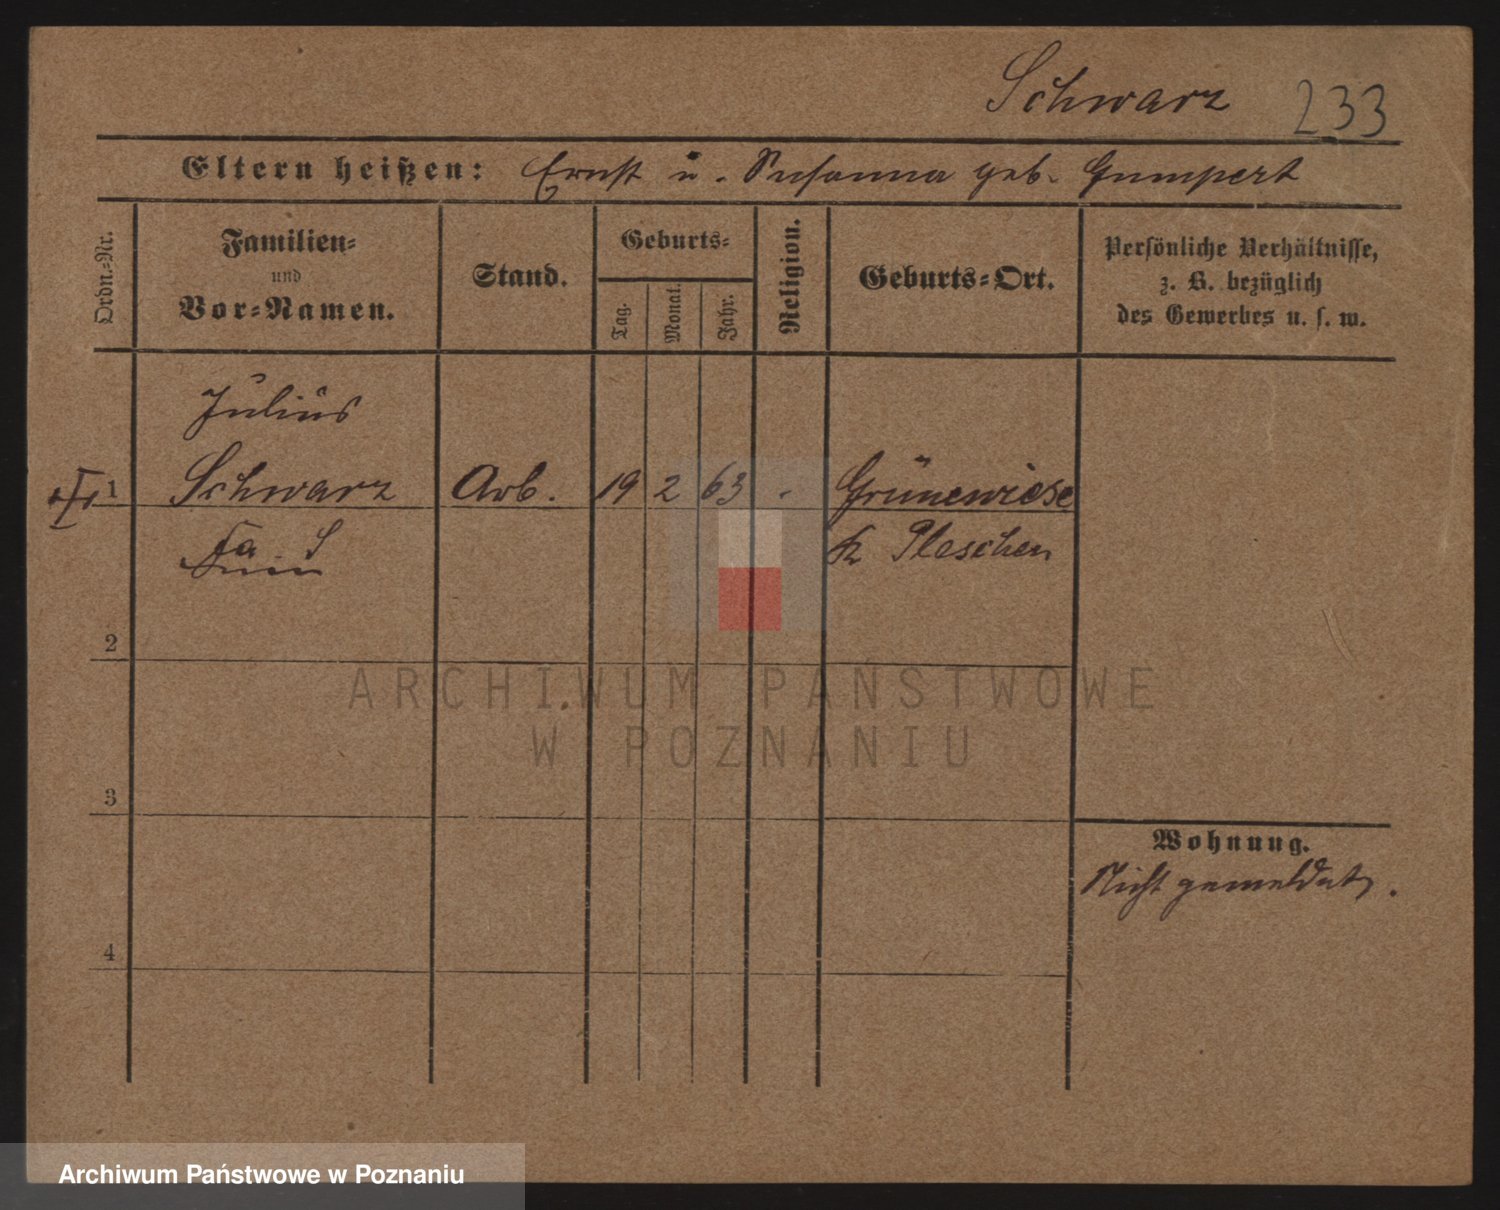 Schwarz 233
Eltern heißen: Ernst u. Susanna geb. Gumpert
Ordn.=Nr.
Familien=
und
Vor=Namen.
Stand.
Geburts=
Tag.
Monat.
Jahr.
Religion.
Geburts=Ort.
Persönliche Verhältnisse,
z. B. bezüglich
des Gewerbes u. s. w.
Julius
1 Schwarz Arb. 19 2 63 - Grünewiese
Pleschen
2
3
4
Wohnung.
Nicht gemeldet.
ARCHIWUM PAŃSTWOWE
W POZNANIU
Archiwum Państwowe w Poznaniu